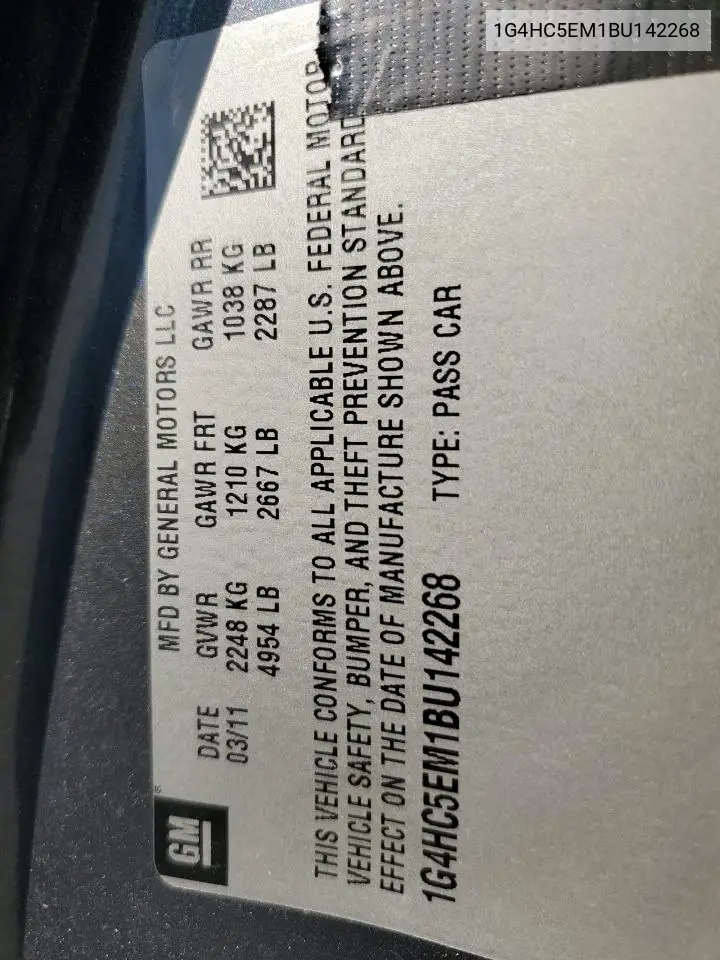 1G4HC5EM1BU142268
GM
MFD BY GENERAL MOTORS LLC
DATE GVWR GAWR FRT GAWR RR
03/11 2248 KG 1210 KG 1038 KG
4954 LB 2667 LB 2287 LB
THIS VEHICLE CONFORMS TO ALL APPLICABLE U.S. FEDERAL MOTOR
VEHICLE SAFETY, BUMPER, AND THEFT PREVENTION STANDARD
EFFECT ON THE DATE OF MANUFACTURE SHOWN ABOVE.
1G4HC5EM1BU142268 TYPE: PASS CAR